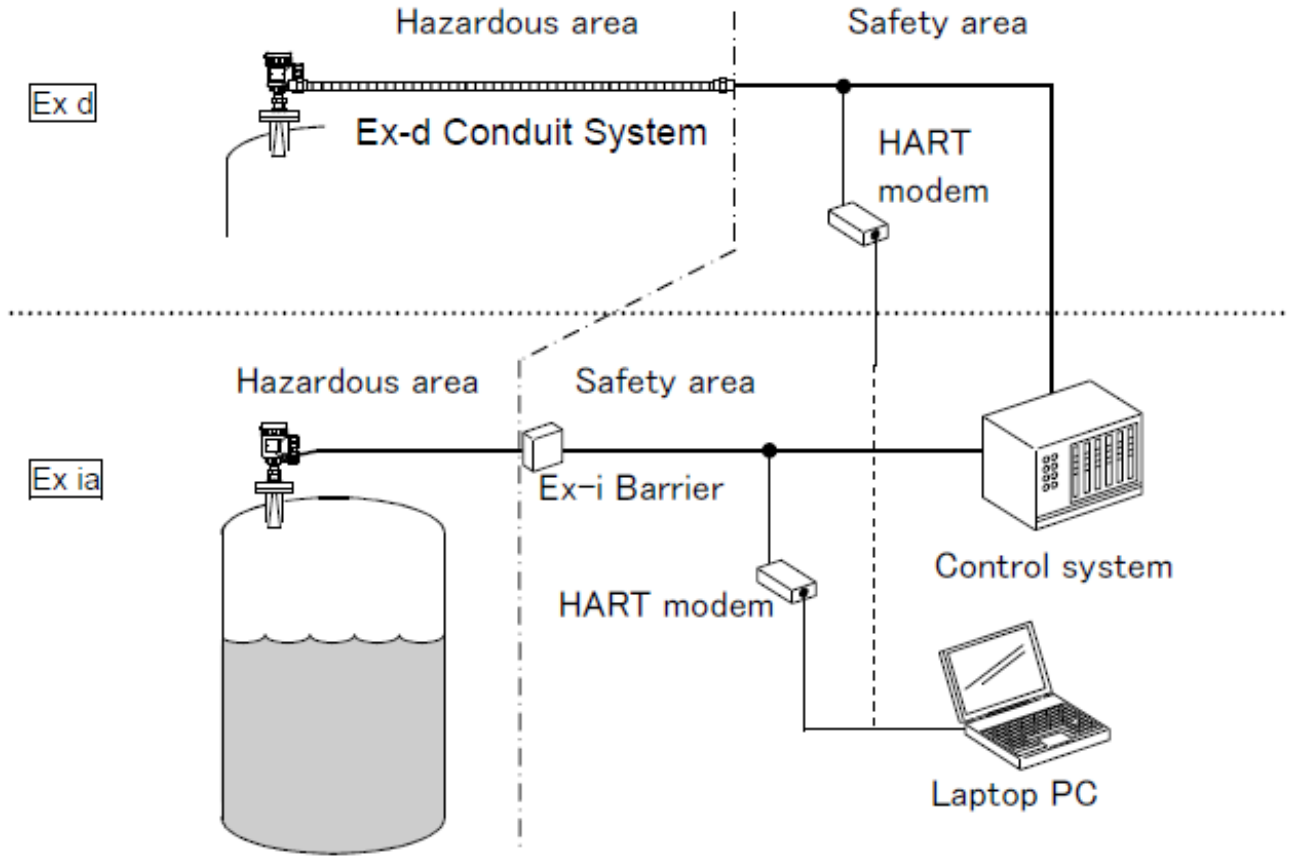 Hazardous area
Safety area
Ex d
Ex-d Conduit System
HART
modem
Hazardous area
Safety area
Ex ia
Ex-i Barrier
Control system
HART modem
Laptop PC